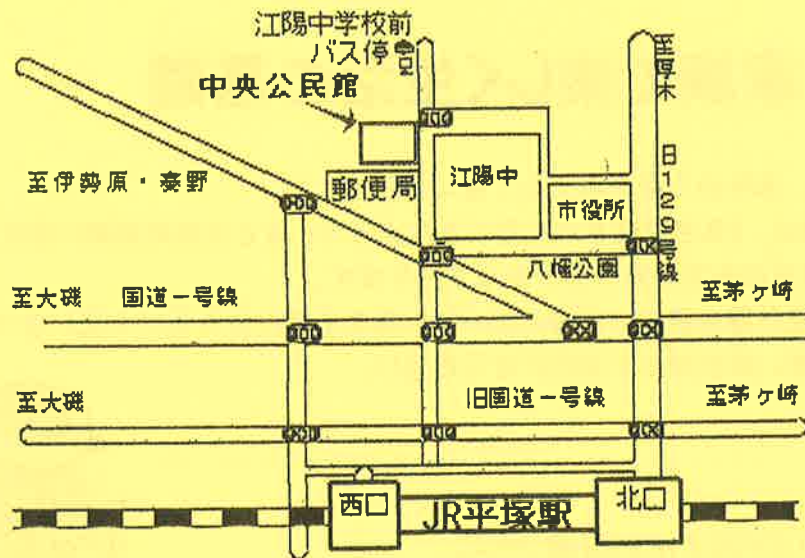 江陽中学校前
バス停
中央公民館
至厚木
旧129号線
江陽中
至伊勢原・秦野
郵便局
市役所
八幡公園
至大磯
国道一号線
至茅ヶ崎
至大磯
旧国道一号線
至茅ヶ崎
西口
JR平塚駅
北口